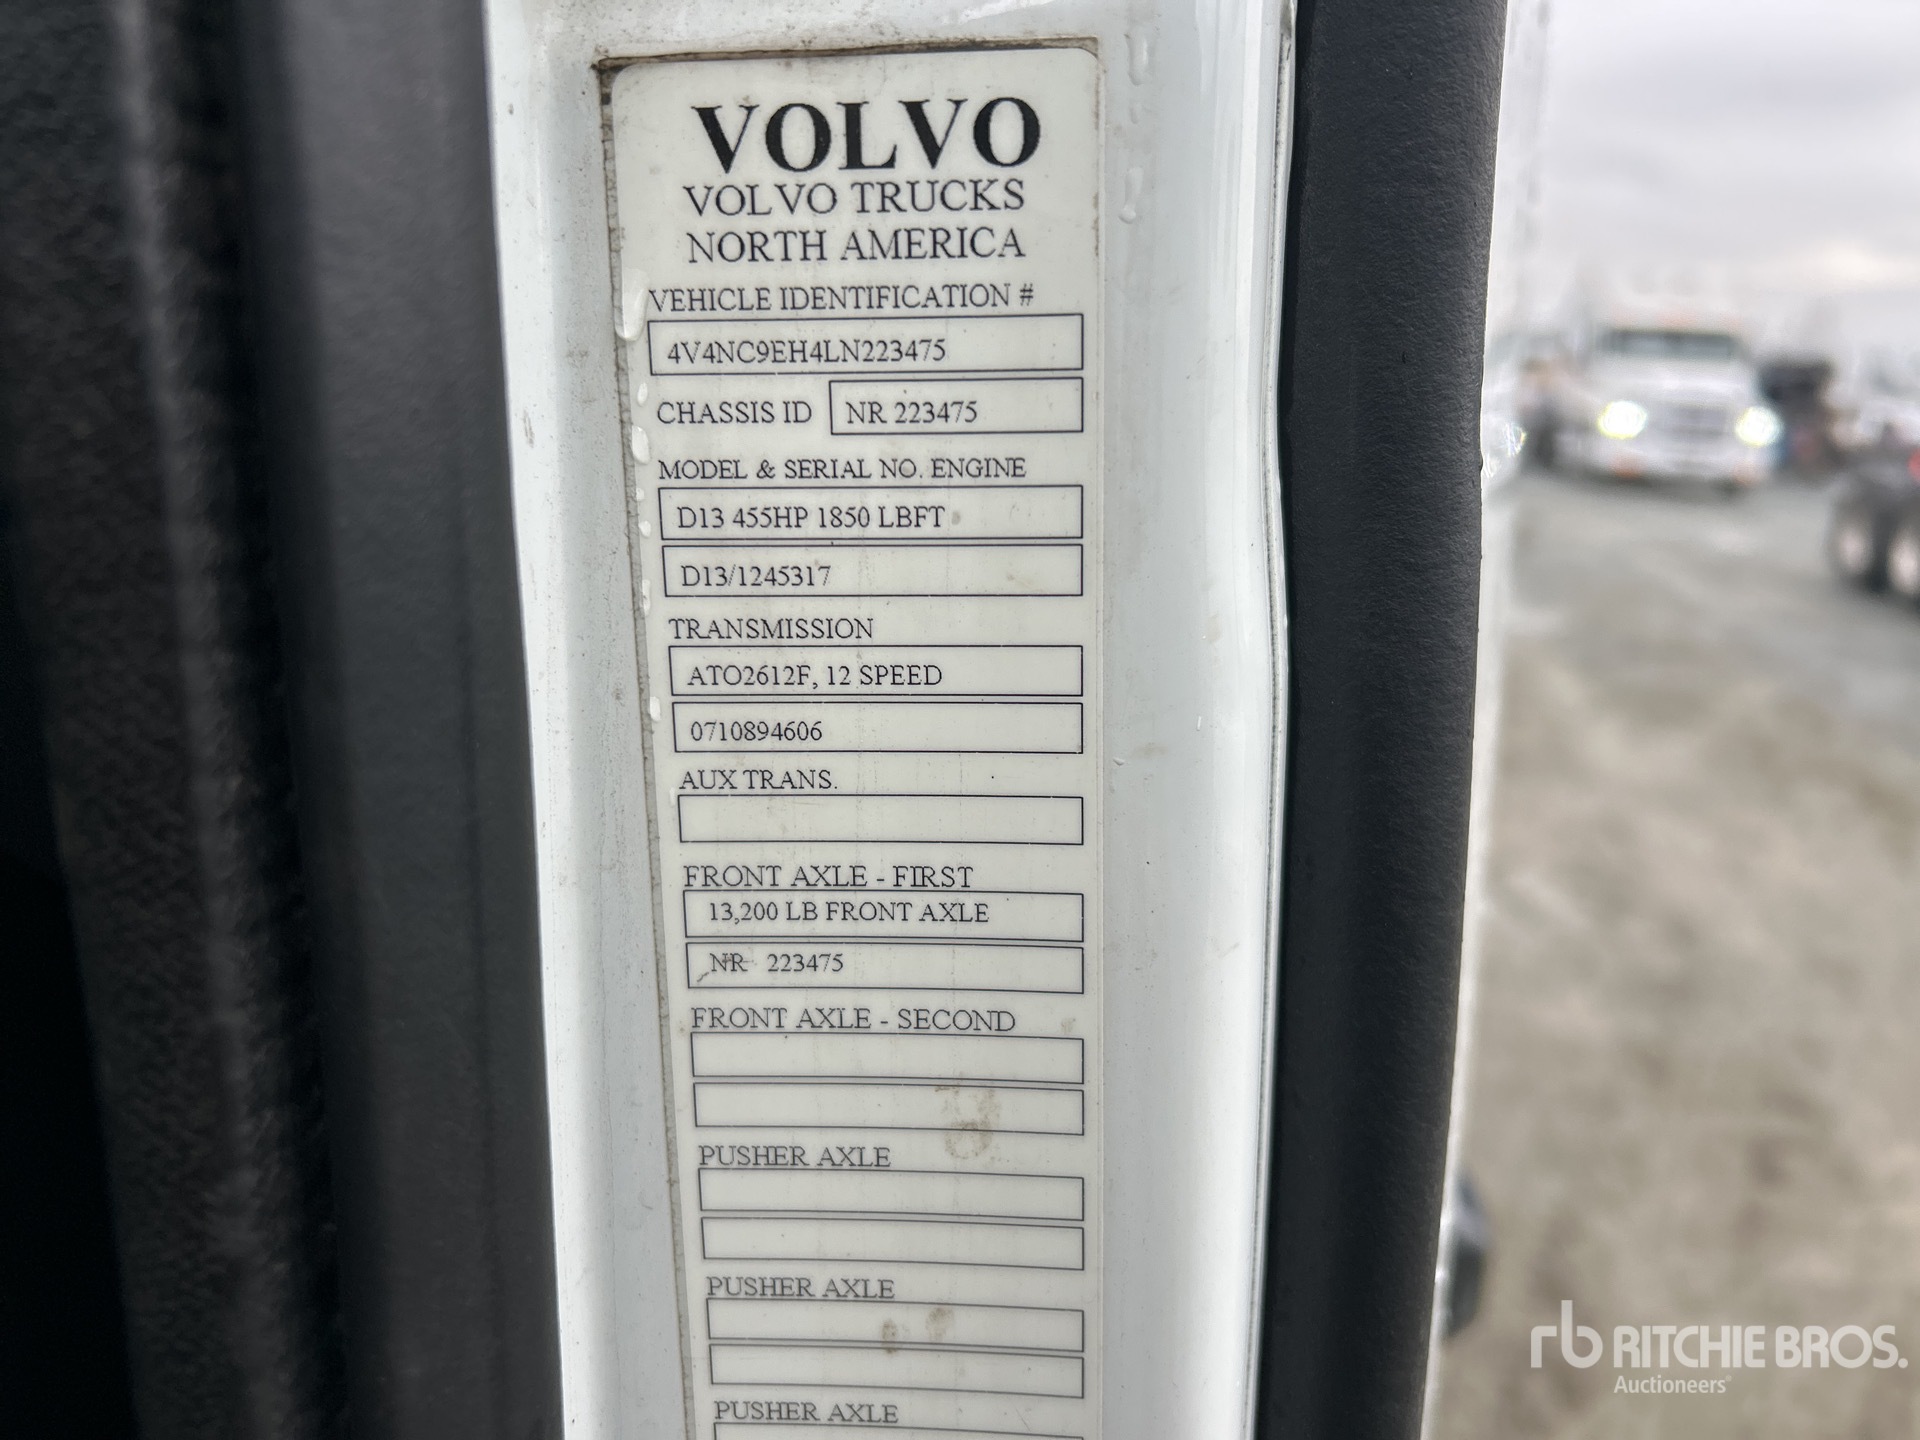 VOLVO
VOLVO TRUCKS
NORTH AMERICA
VEHICLE IDENTIFICATION #
4V4NC9EH4LN223475
CHASSIS ID NR 223475
MODEL & SERIAL NO. ENGINE
D13 455HP 1850 LBFT
D13/1245317
TRANSMISSION
ATO2612F, 12 SPEED
0710894606
AUX TRANS.
FRONT AXLE - FIRST
13,200 LB FRONT AXLE
NR 223475
FRONT AXLE - SECOND
PUSHER AXLE
PUSHER AXLE
PUSHER AXLE
rb RITCHIE BROS.
Auctioneers